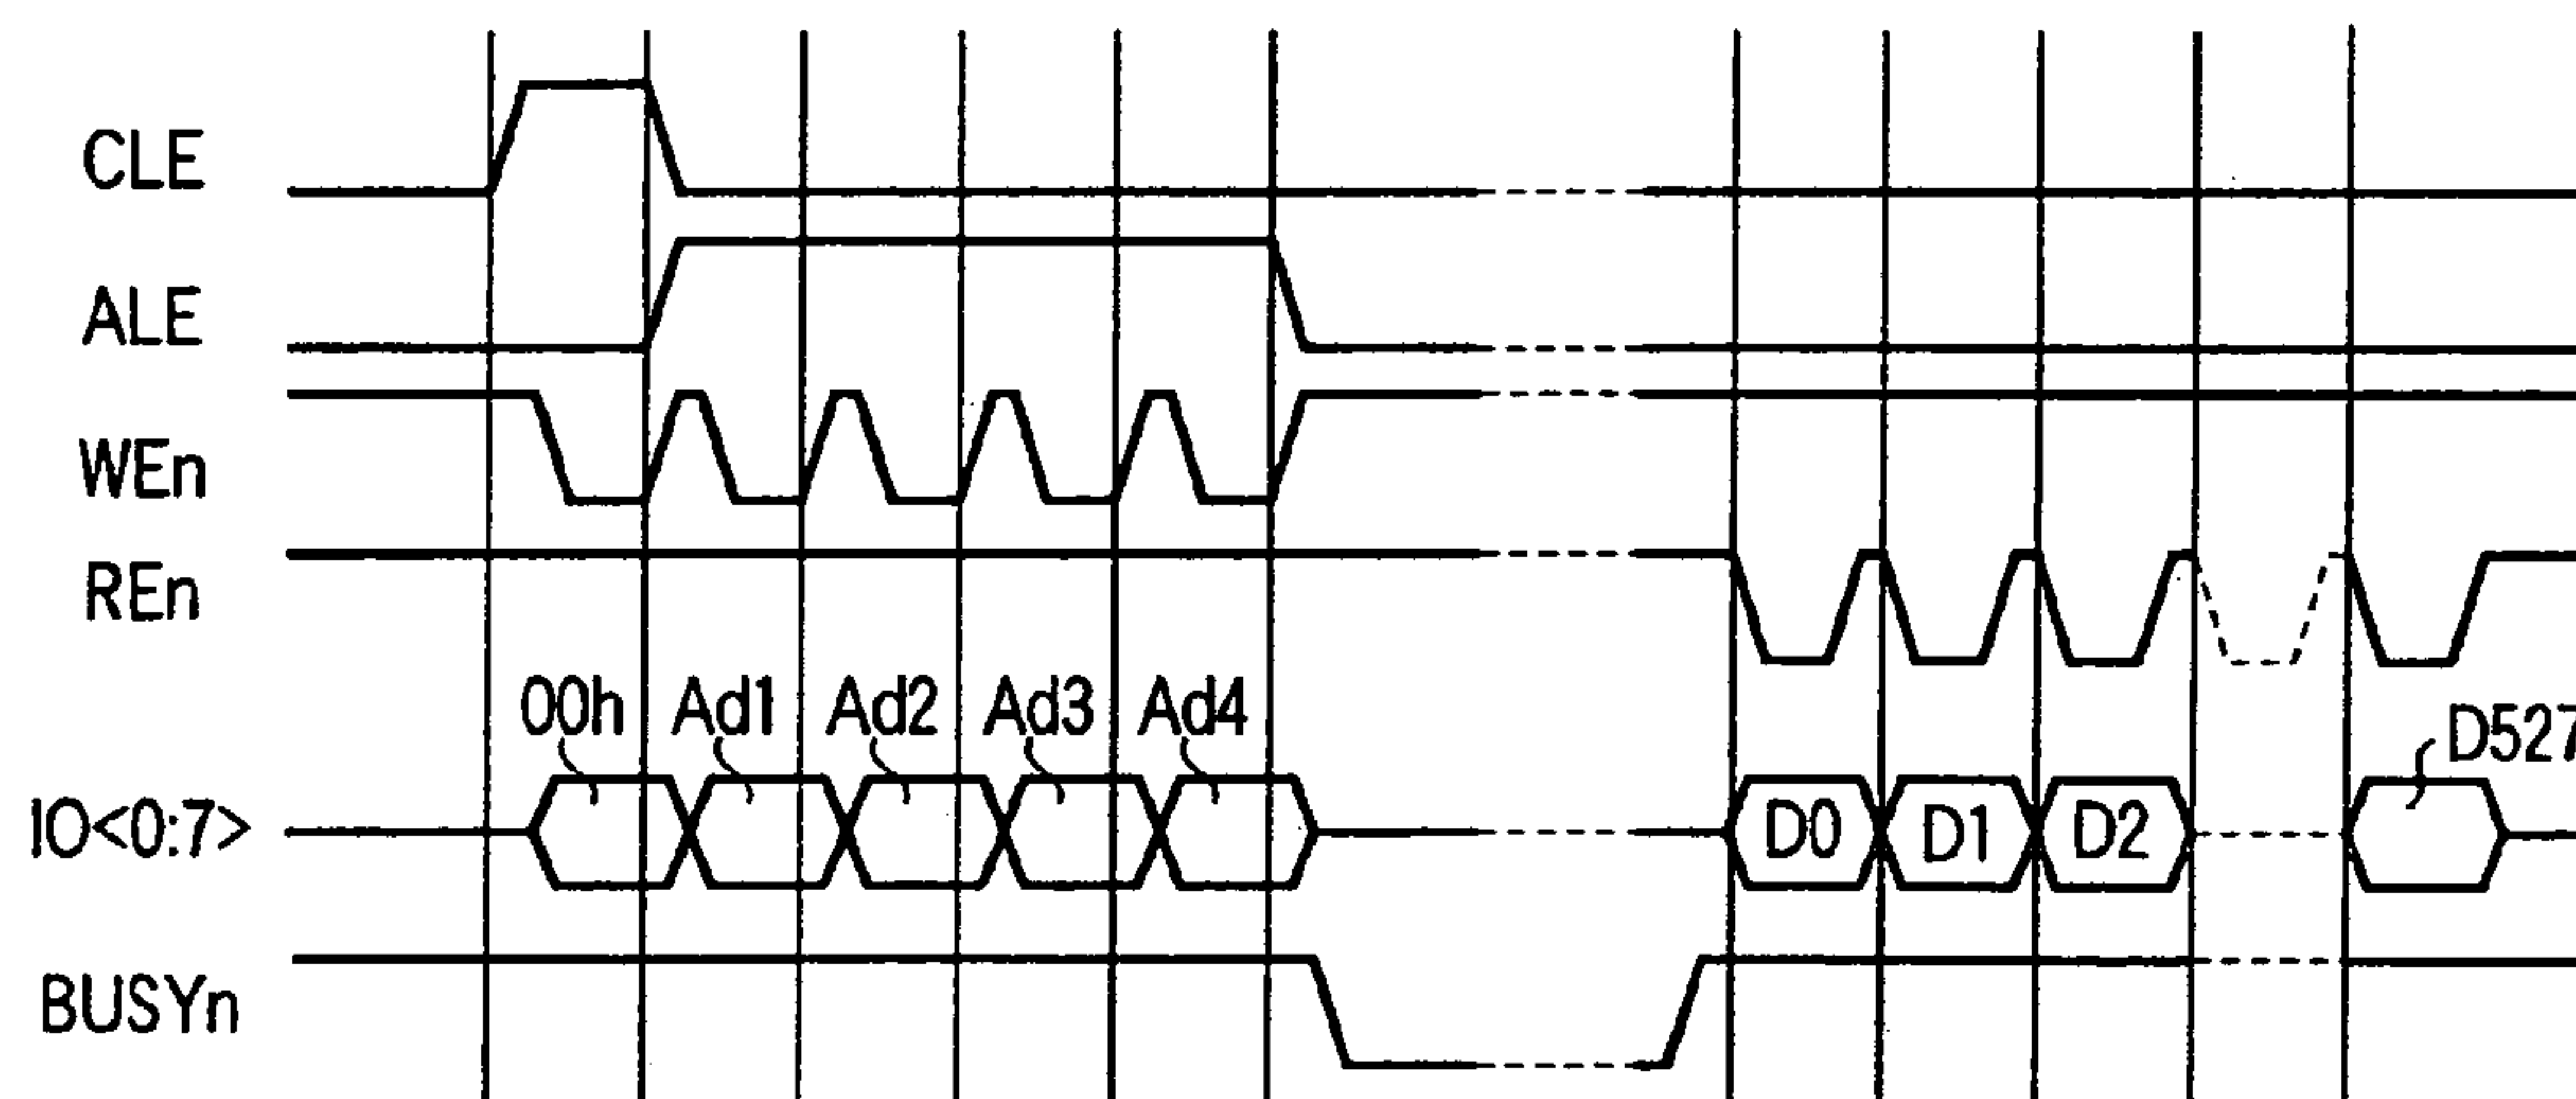 CLE
ALE
WEn
REn
00h Ad1 Ad2 Ad3 Ad4
D527
IO<0:7>
D0 D1 D2
BUSYn